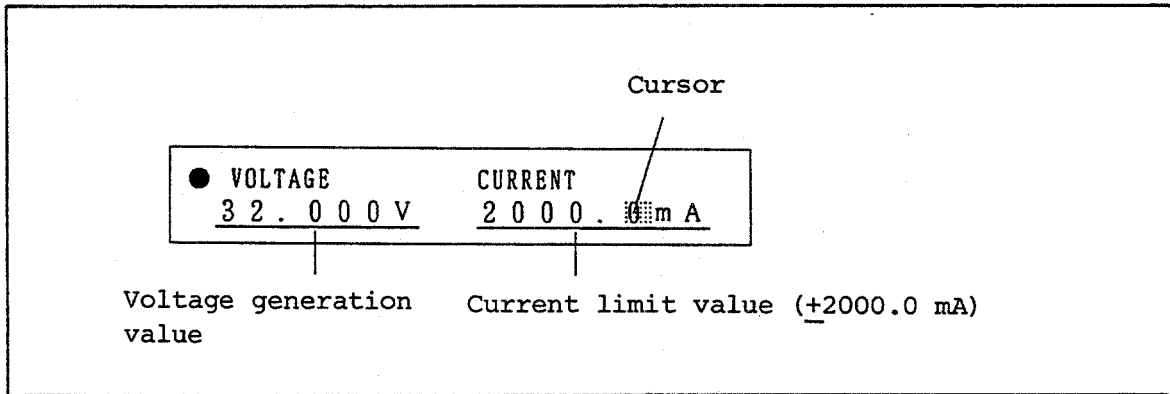 Cursor
● VOLTAGE CURRENT
32.000V 2000.0mA
Voltage generation value
Current limit value (±2000.0 mA)